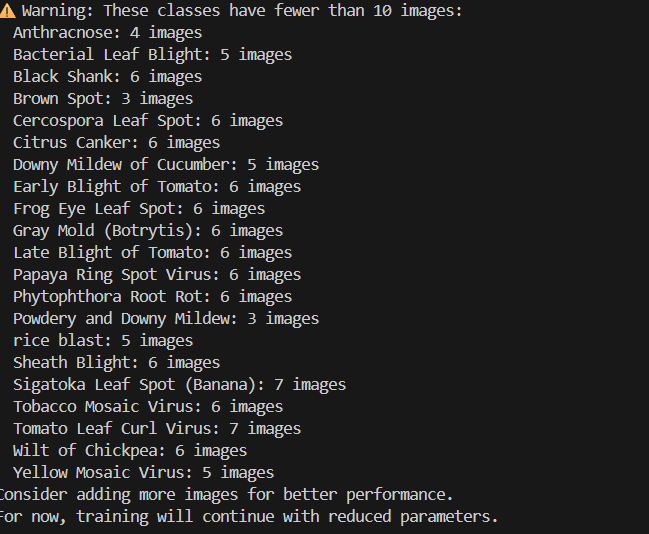 ⚠ Warning: These classes have fewer than 10 images:
Anthracnose: 4 images
Bacterial Leaf Blight: 5 images
Black Shank: 6 images
Brown Spot: 3 images
Cercospora Leaf Spot: 6 images
Citrus Canker: 6 images
Downy Mildew of Cucumber: 5 images
Early Blight of Tomato: 6 images
Frog Eye Leaf Spot: 6 images
Gray Mold (Botrytis): 6 images
Late Blight of Tomato: 6 images
Papaya Ring Spot Virus: 6 images
Phytophthora Root Rot: 6 images
Powdery and Downy Mildew: 3 images
rice blast: 5 images
Sheath Blight: 6 images
Sigatoka Leaf Spot (Banana): 7 images
Tobacco Mosaic Virus: 6 images
Tomato Leaf Curl Virus: 7 images
Wilt of Chickpea: 6 images
Yellow Mosaic Virus: 5 images
Consider adding more images for better performance.
For now, training will continue with reduced parameters.